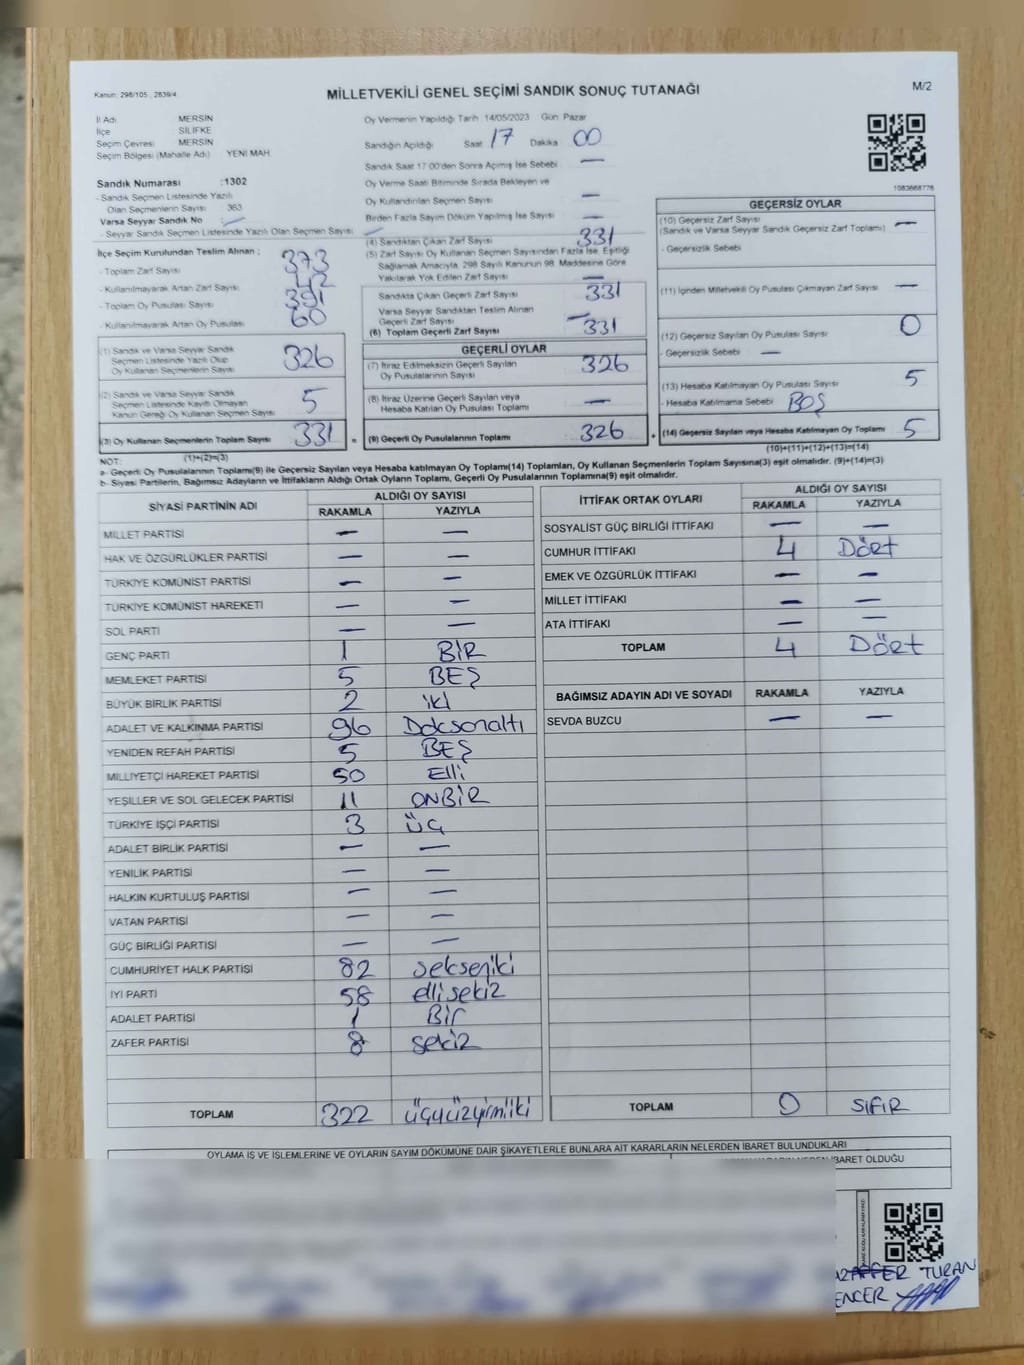 Kanun: 298/105 , 2839/4
MİLLETVEKİLİ GENEL SEÇİMİ SANDIK SONUÇ TUTANAĞI
M/2
İl Adı MERSİN
İlçe SİLİFKE
Seçim Çevresi MERSİN
Seçim Bölgesi (Mahalle Adı) YENİ MAH.
Sandık Numarası :1302
- Sandık Seçmen Listesinde Yazılı
Olan Seçmenlerin Sayısı 363
Varsa Seyyar Sandık No —
- Seyyar Sandık Seçmen Listesinde Yazılı Olan Seçmen Sayısı —
İlçe Seçim Kurulundan Teslim Alınan ;
- Toplam Zarf Sayısı 373
- Kullanılmayarak Artan Zarf Sayısı 42
- Toplam Oy Pusulası Sayısı 391
- Kullanılmayarak Artan Oy Pusulası 60
(1) Sandık ve Varsa Seyyar Sandık
Seçmen Listesinde Yazılı Olup
Oy Kullanan Seçmenlerin Sayısı 326
(2) Sandık ve Varsa Seyyar Sandık
Seçmen Listesinde Kayıtlı Olmayan
Kanun Gereği Oy Kullanan Seçmen Sayısı 5
(3) Oy Kullanan Seçmenlerin Toplam Sayısı 331 =
(1)+(2)=(3)
Oy Vermenin Yapıldığı Tarih 14/05/2023 Gün Pazar
Sandığın Açıldığı Saat 17 Dakika 00
Sandık Saat 17:00'den Sonra Açılmış İse Sebebi —
Oy Verme Saati Bitiminde Sırada Bekleyen ve
Oy Kullandırılan Seçmen Sayısı —
Birden Fazla Sayım Döküm Yapılmış İse Sayısı —
(4) Sandıktan Çıkan Zarf Sayısı 331
(5) Zarf Sayısı Oy Kullanan Seçmen Sayısından Fazla İse, Eşitliği
Sağlamak Amacıyla, 298 Sayılı Kanunun 98. Maddesine Göre
Yakılarak Yok Edilen Zarf Sayısı —
Sandıkta Çıkan Geçerli Zarf Sayısı 331
Varsa Seyyar Sandıktan Teslim Alınan
Geçerli Zarf Sayısı —
(6) Toplam Geçerli Zarf Sayısı 331
GEÇERLİ OYLAR
(7) İtiraz Edilmeksizin Geçerli Sayılan
Oy Pusulalarının Sayısı 326
(8) İtiraz Üzerine Geçerli Sayılan veya
Hesaba Katılan Oy Pusulası Toplamı —
(9) Geçerli Oy Pusulalarının Toplamı 326 +
1083668776
GEÇERSİZ OYLAR
(10) Geçersiz Zarf Sayısı
(Sandık ve Varsa Seyyar Sandık Geçersiz Zarf Toplamı) —
- Geçersizlik Sebebi
(11) İçinden Milletvekili Oy Pusulası Çıkmayan Zarf Sayısı —
(12) Geçersiz Sayılan Oy Pusulası Sayısı 0
- Geçersizlik Sebebi —
(13) Hesaba Katılmayan Oy Pusulası Sayısı 5
- Hesaba Katılmama Sebebi BOŞ
(14) Geçersiz Sayılan veya Hesaba Katılmayan Oy Toplamı 5
(10)+(11)+(12)+(13)=(14)
NOT:
a- Geçerli Oy Pusulalarının Toplamı(9) ile Geçersiz Sayılan veya Hesaba katılmayan Oy Toplamı(14) Toplamları, Oy Kullanan Seçmenlerin Toplam Sayısına(3) eşit olmalıdır. (9)+(14)=(3)
b- Siyasi Partilerin, Bağımsız Adayların ve İttifakların Aldığı Ortak Oyların Toplamı, Geçerli Oy Pusulalarının Toplamına(9) eşit olmalıdır.
SİYASİ PARTİNİN ADI ALDIĞI OY SAYISI
RAKAMLA YAZIYLA
MİLLET PARTİSİ — —
HAK VE ÖZGÜRLÜKLER PARTİSİ — —
TÜRKİYE KOMÜNİST PARTİSİ — —
TÜRKİYE KOMÜNİST HAREKETİ — —
SOL PARTİ — —
GENÇ PARTİ 1 BİR
MEMLEKET PARTİSİ 5 BEŞ
BÜYÜK BİRLİK PARTİSİ 2 iki
ADALET VE KALKINMA PARTİSİ 96 Doksanaltı
YENİDEN REFAH PARTİSİ 5 BEŞ
MİLLİYETÇİ HAREKET PARTİSİ 50 Elli
YEŞİLLER VE SOL GELECEK PARTİSİ 11 ONBİR
TÜRKİYE İŞÇİ PARTİSİ 3 üç
ADALET BİRLİK PARTİSİ — —
YENİLİK PARTİSİ — —
HALKIN KURTULUŞ PARTİSİ — —
VATAN PARTİSİ — —
GÜÇ BİRLİĞİ PARTİSİ — —
CUMHURİYET HALK PARTİSİ 82 sekseniki
İYİ PARTİ 58 ellisekiz
ADALET PARTİSİ 1 Bir
ZAFER PARTİSİ 8 sekiz
TOPLAM 322 üçyüzyirmiiki
İTTİFAK ORTAK OYLARI ALDIĞI OY SAYISI
RAKAMLA YAZIYLA
SOSYALİST GÜÇ BİRLİĞİ İTTİFAKI — —
CUMHUR İTTİFAKI 4 Dört
EMEK VE ÖZGÜRLÜK İTTİFAKI — —
MİLLET İTTİFAKI — —
ATA İTTİFAKI — —
TOPLAM 4 Dört
BAĞIMSIZ ADAYIN ADI VE SOYADI RAKAMLA YAZIYLA
SEVDA BUZCU — —
TOPLAM 0 SIFIR
OYLAMA İŞ VE İŞLEMLERİNE VE OYLARIN SAYIM DÖKÜMÜNE DAİR ŞİKAYETLERLE BUNLARA AİT KARARLARIN NELERDEN İBARET BULUNDUKLARI
İBARET OLDUĞU
TURAN